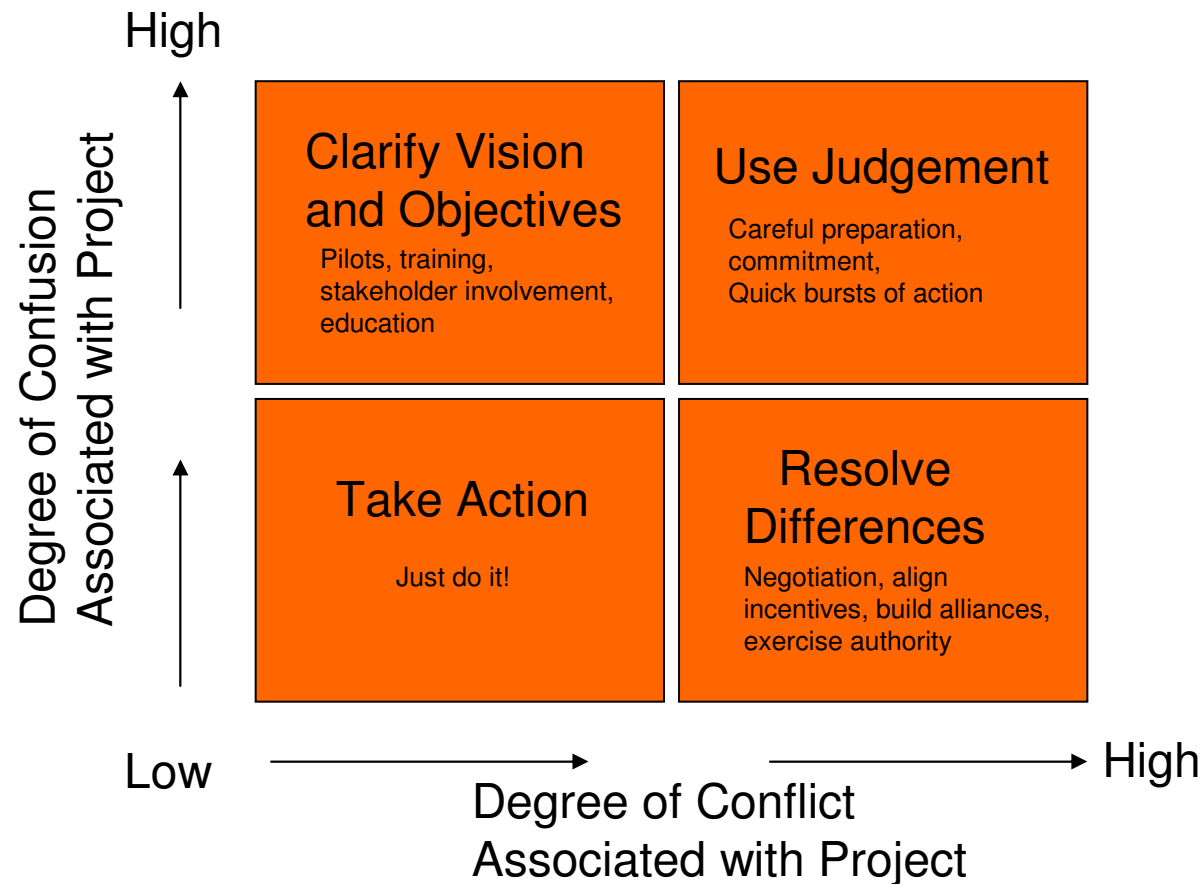 High
Degree of Confusion
Associated with Project
Clarify Vision
and Objectives
Pilots, training,
stakeholder involvement,
education
Use Judgement
Careful preparation,
commitment,
Quick bursts of action
Take Action
Just do it!
Resolve
Differences
Negotiation, align
incentives, build alliances,
exercise authority
Low
High
Degree of Conflict
Associated with Project